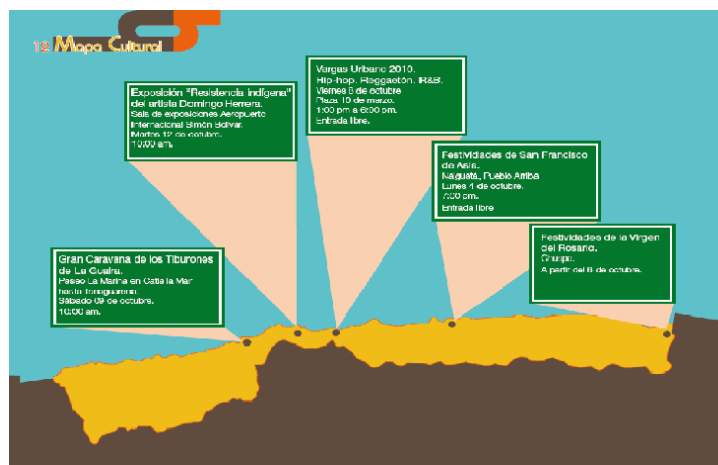 12 Mapa Cultural
Exposición "Resistencia Indígena"
del artista Domingo Herrera.
Sala de exposiciones Aeropuerto
Internacional Simón Bolívar.
Martes 12 de octubre.
10:00 am.
Vargas Urbano 2010.
Hip-hop. Reggaetón. R&B.
Viernes 8 de octubre
Plaza 10 de marzo.
1:00 pm a 6:00 pm.
Entrada libre.
Festividades de San Francisco
de Asís.
Naguatá, Pueblo Arriba
Lunes 4 de octubre.
7:00 pm.
Entrada libre
Festividades de la Virgen
del Rosario.
Chuspa.
A partir del 6 de octubre.
Gran Caravana de los Tiburones
de La Guaira.
Paseo La Marina en Catia la Mar
hasta Tanaguarena.
Sábado 09 de octubre.
10:00 am.